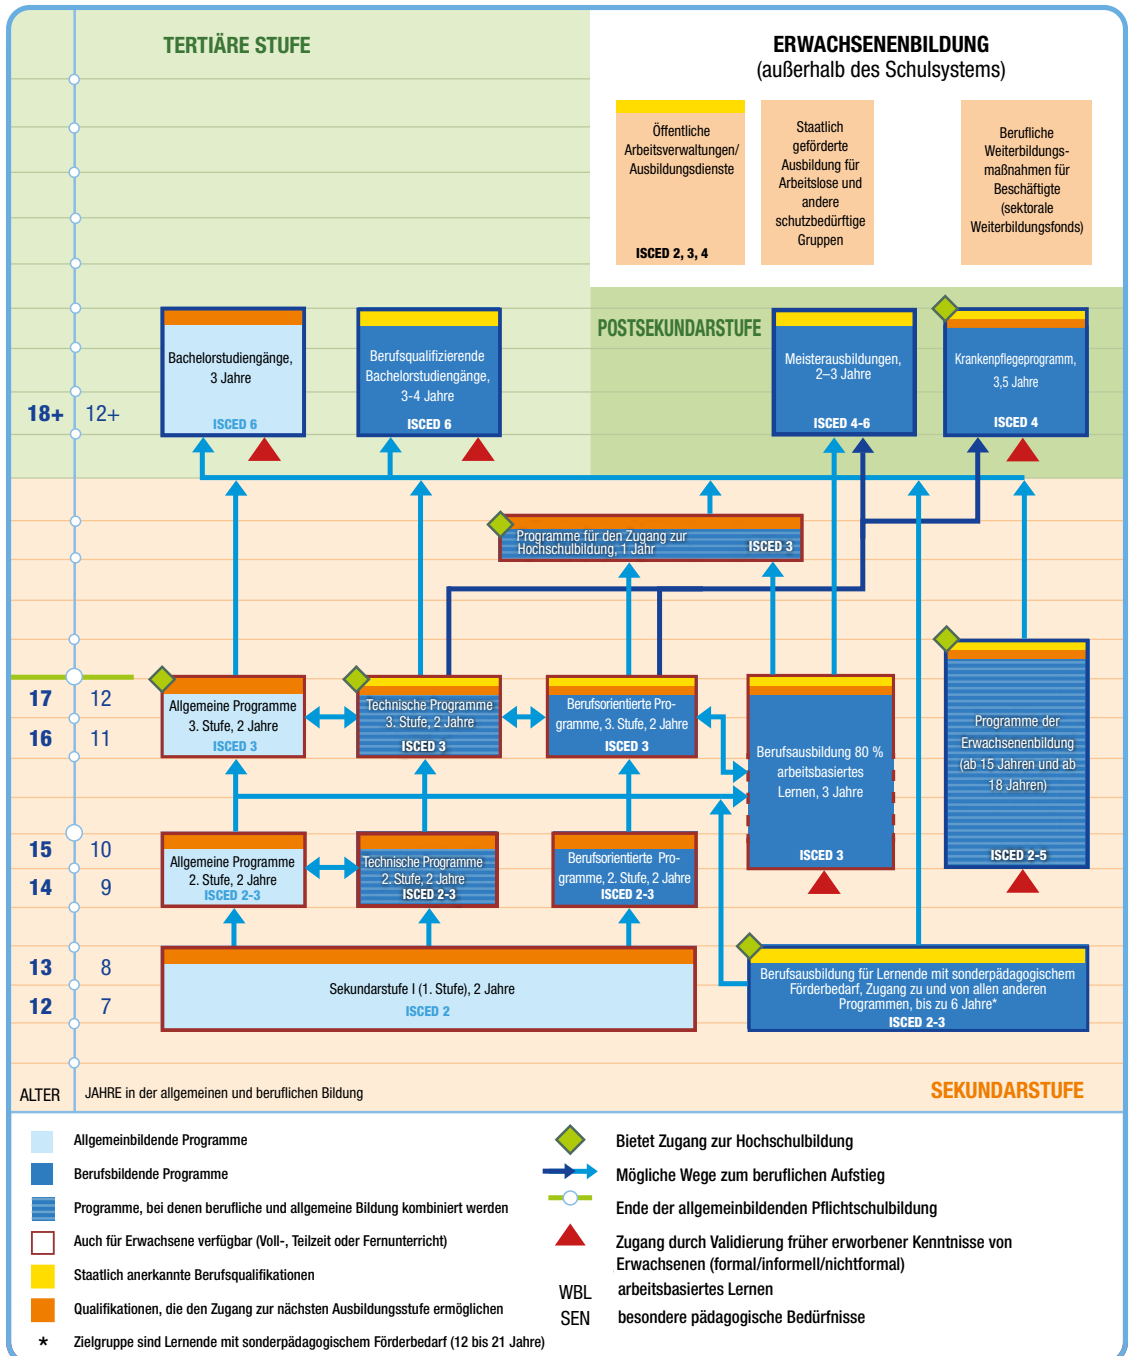 TERTIÄRE STUFE
ERWACHSENENBILDUNG
(außerhalb des Schulsystems)
Öffentliche
Arbeitsverwaltungen/
Ausbildungsdienste
ISCED 2, 3, 4
Staatlich
geförderte
Ausbildung für
Arbeitslose und
andere
schutzbedürftige
Gruppen
Berufliche
Weiterbildungs-
maßnahmen für
Beschäftigte
(sektorale
Weiterbildungsfonds)
POSTSEKUNDARSTUFE
Bachelorstudiengänge,
3 Jahre
ISCED 6
Berufsqualifizierende
Bachelorstudiengänge,
3-4 Jahre
ISCED 6
Meisterausbildungen,
2–3 Jahre
ISCED 4-6
Krankenpflegeprogramm,
3,5 Jahre
ISCED 4
18+ 12+
Programme für den Zugang zur
Hochschulbildung, 1 Jahr
ISCED 3
17 12
16 11
Allgemeine Programme
3. Stufe, 2 Jahre
ISCED 3
Technische Programme
3. Stufe, 2 Jahre
ISCED 3
Berufsorientierte Pro-
gramme, 3. Stufe, 2 Jahre
ISCED 3
Berufsausbildung 80 %
arbeitsbasiertes
Lernen, 3 Jahre
ISCED 3
Programme der
Erwachsenenbildung
(ab 15 Jahren und ab
18 Jahren)
ISCED 2-5
15 10
14 9
Allgemeine Programme
2. Stufe, 2 Jahre
ISCED 2-3
Technische Programme
2. Stufe, 2 Jahre
ISCED 2-3
Berufsorientierte Pro-
gramme, 2. Stufe, 2 Jahre
ISCED 2-3
13 8
12 7
Sekundarstufe I (1. Stufe), 2 Jahre
ISCED 2
Berufsausbildung für Lernende mit sonderpädagogischem
Förderbedarf, Zugang zu und von allen anderen
Programmen, bis zu 6 Jahre*
ISCED 2-3
ALTER
JAHRE in der allgemeinen und beruflichen Bildung
SEKUNDARSTUFE
Allgemeinbildende Programme
Berufsbildende Programme
Programme, bei denen berufliche und allgemeine Bildung kombiniert werden
Auch für Erwachsene verfügbar (Voll-, Teilzeit oder Fernunterricht)
Staatlich anerkannte Berufsqualifikationen
Qualifikationen, die den Zugang zur nächsten Ausbildungsstufe ermöglichen
* Zielgruppe sind Lernende mit sonderpädagogischem Förderbedarf (12 bis 21 Jahre)
Bietet Zugang zur Hochschulbildung
Mögliche Wege zum beruflichen Aufstieg
Ende der allgemeinbildenden Pflichtschulbildung
Zugang durch Validierung früher erworbener Kenntnisse von
Erwachsenen (formal/informell/nichtformal)
WBL arbeitsbasiertes Lernen
SEN besondere pädagogische Bedürfnisse